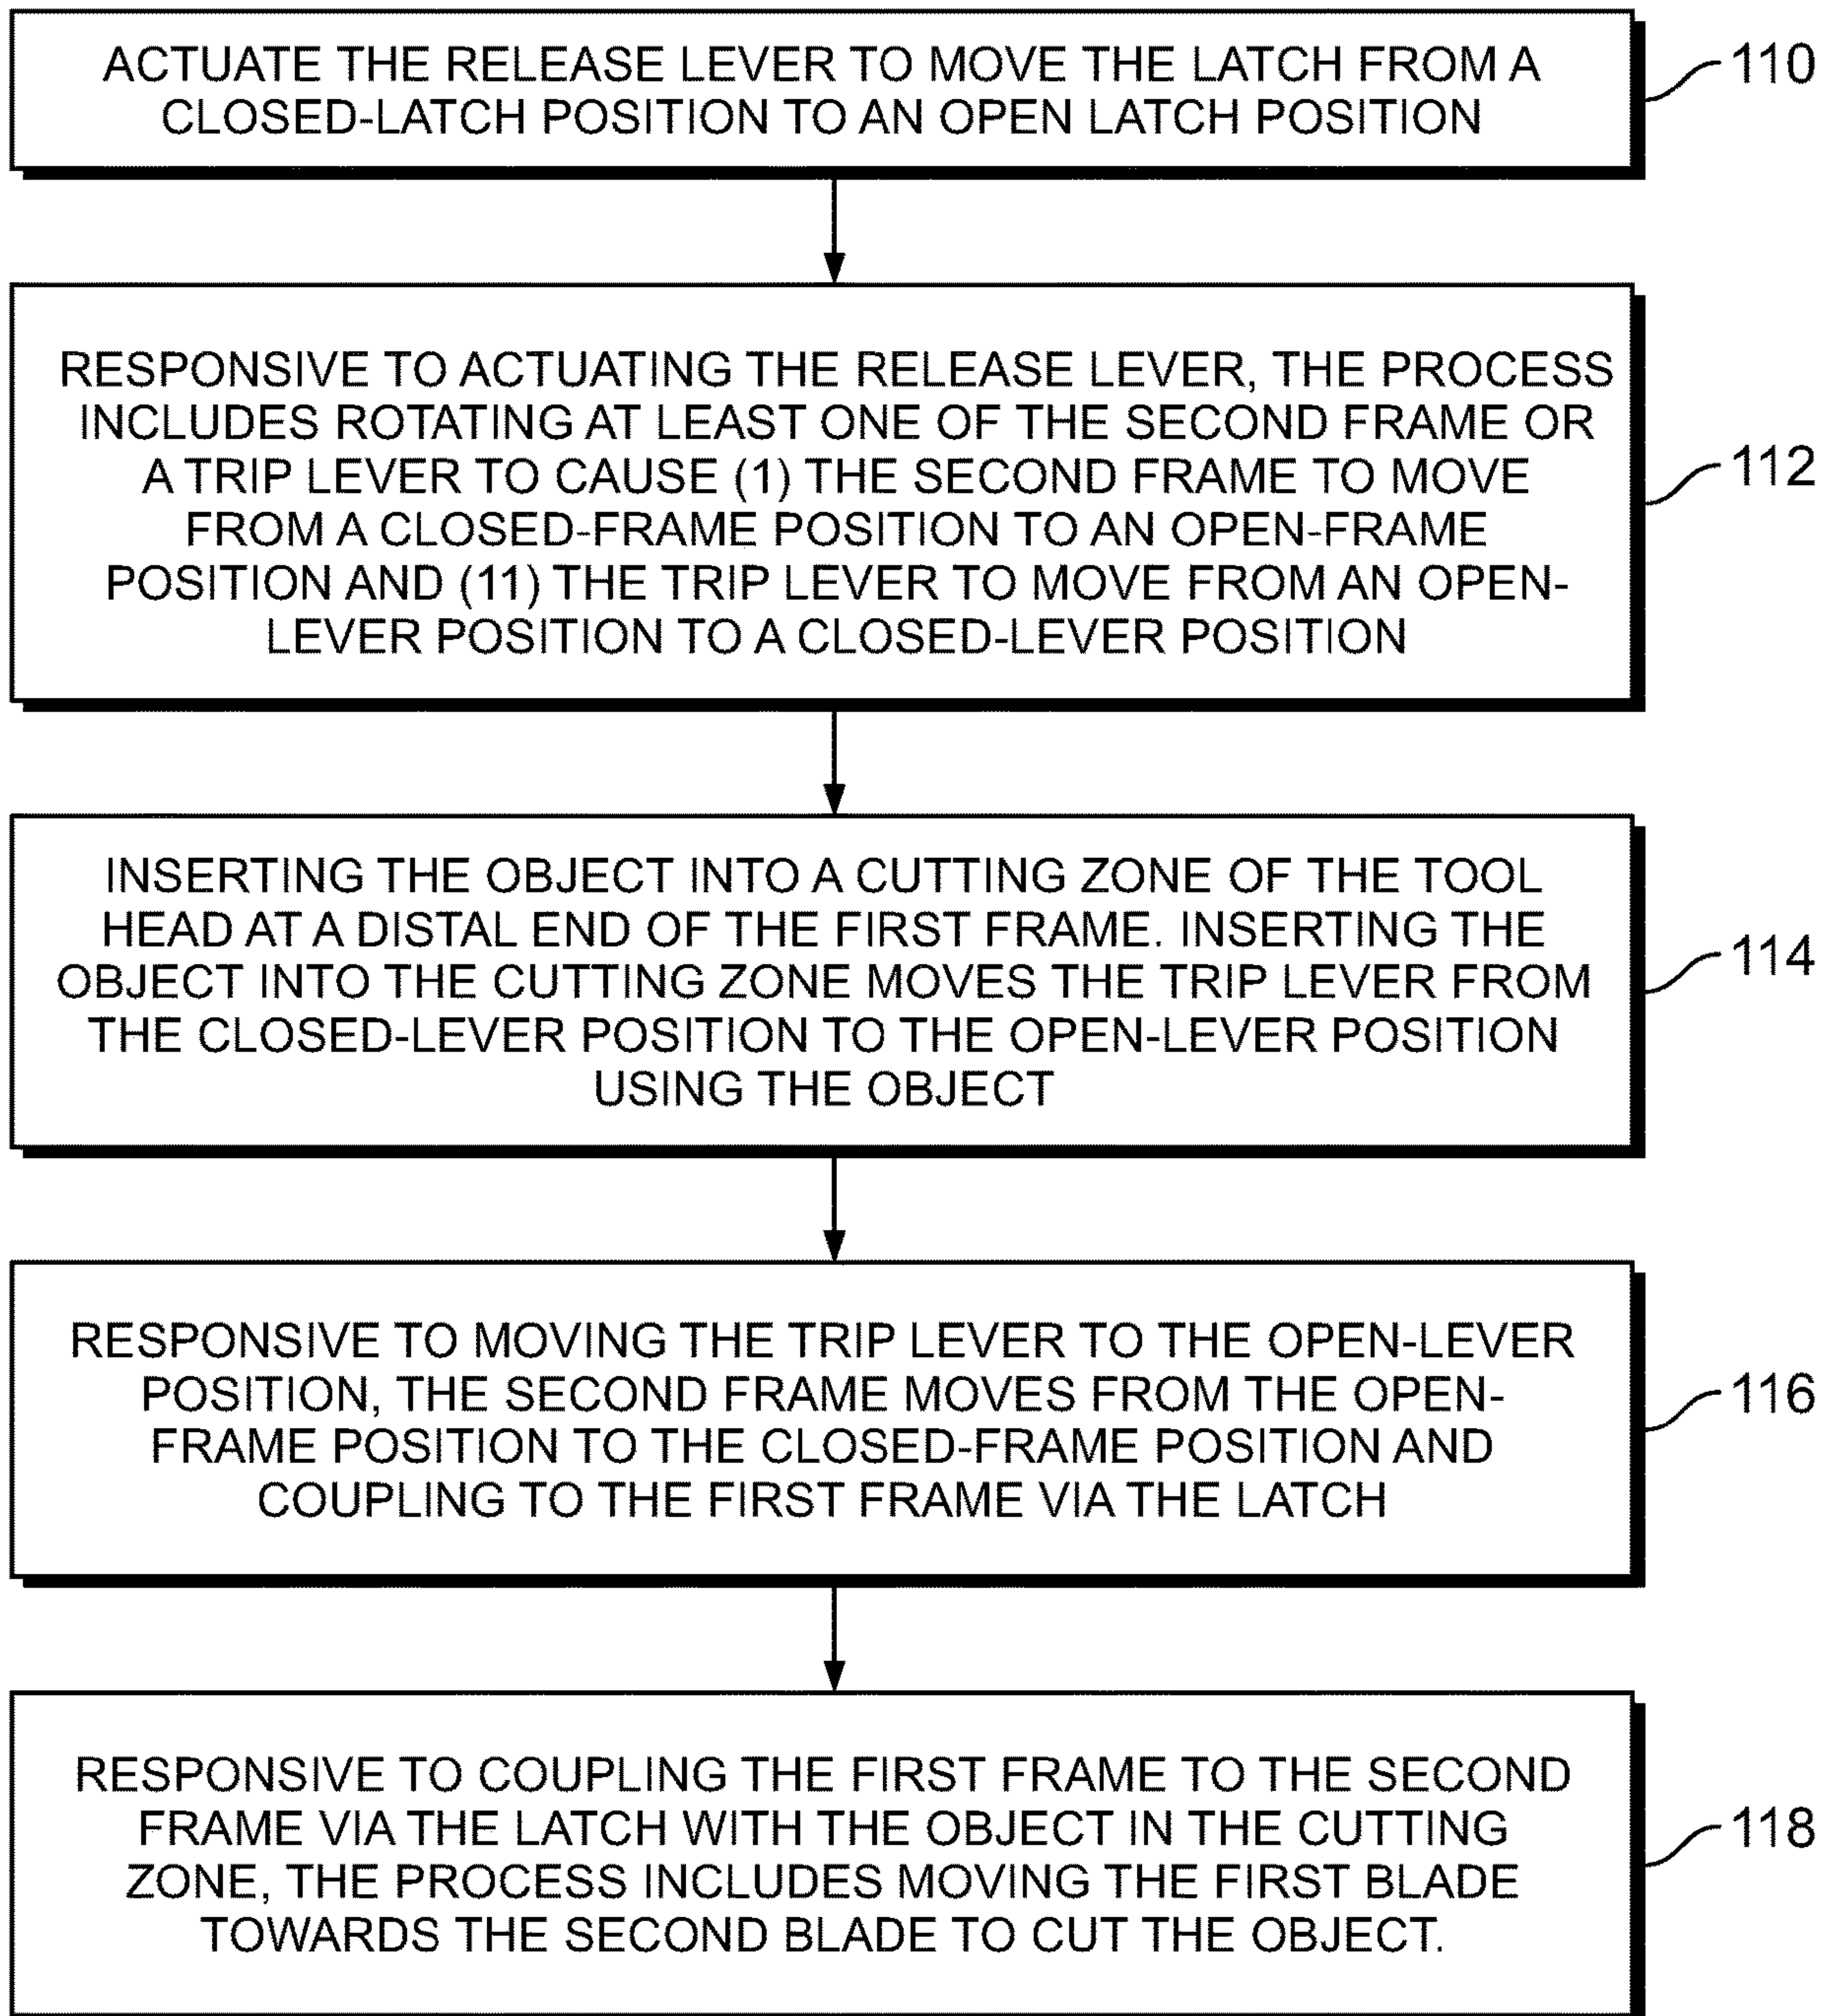 ACTUATE THE RELEASE LEVER TO MOVE THE LATCH FROM A
CLOSED-LATCH POSITION TO AN OPEN LATCH POSITION
110
RESPONSIVE TO ACTUATING THE RELEASE LEVER, THE PROCESS
INCLUDES ROTATING AT LEAST ONE OF THE SECOND FRAME OR
A TRIP LEVER TO CAUSE (1) THE SECOND FRAME TO MOVE
FROM A CLOSED-FRAME POSITION TO AN OPEN-FRAME
POSITION AND (11) THE TRIP LEVER TO MOVE FROM AN OPEN-
LEVER POSITION TO A CLOSED-LEVER POSITION
112
INSERTING THE OBJECT INTO A CUTTING ZONE OF THE TOOL
HEAD AT A DISTAL END OF THE FIRST FRAME. INSERTING THE
OBJECT INTO THE CUTTING ZONE MOVES THE TRIP LEVER FROM
THE CLOSED-LEVER POSITION TO THE OPEN-LEVER POSITION
USING THE OBJECT
114
RESPONSIVE TO MOVING THE TRIP LEVER TO THE OPEN-LEVER
POSITION, THE SECOND FRAME MOVES FROM THE OPEN-
FRAME POSITION TO THE CLOSED-FRAME POSITION AND
COUPLING TO THE FIRST FRAME VIA THE LATCH
116
RESPONSIVE TO COUPLING THE FIRST FRAME TO THE SECOND
FRAME VIA THE LATCH WITH THE OBJECT IN THE CUTTING
ZONE, THE PROCESS INCLUDES MOVING THE FIRST BLADE
TOWARDS THE SECOND BLADE TO CUT THE OBJECT.
118